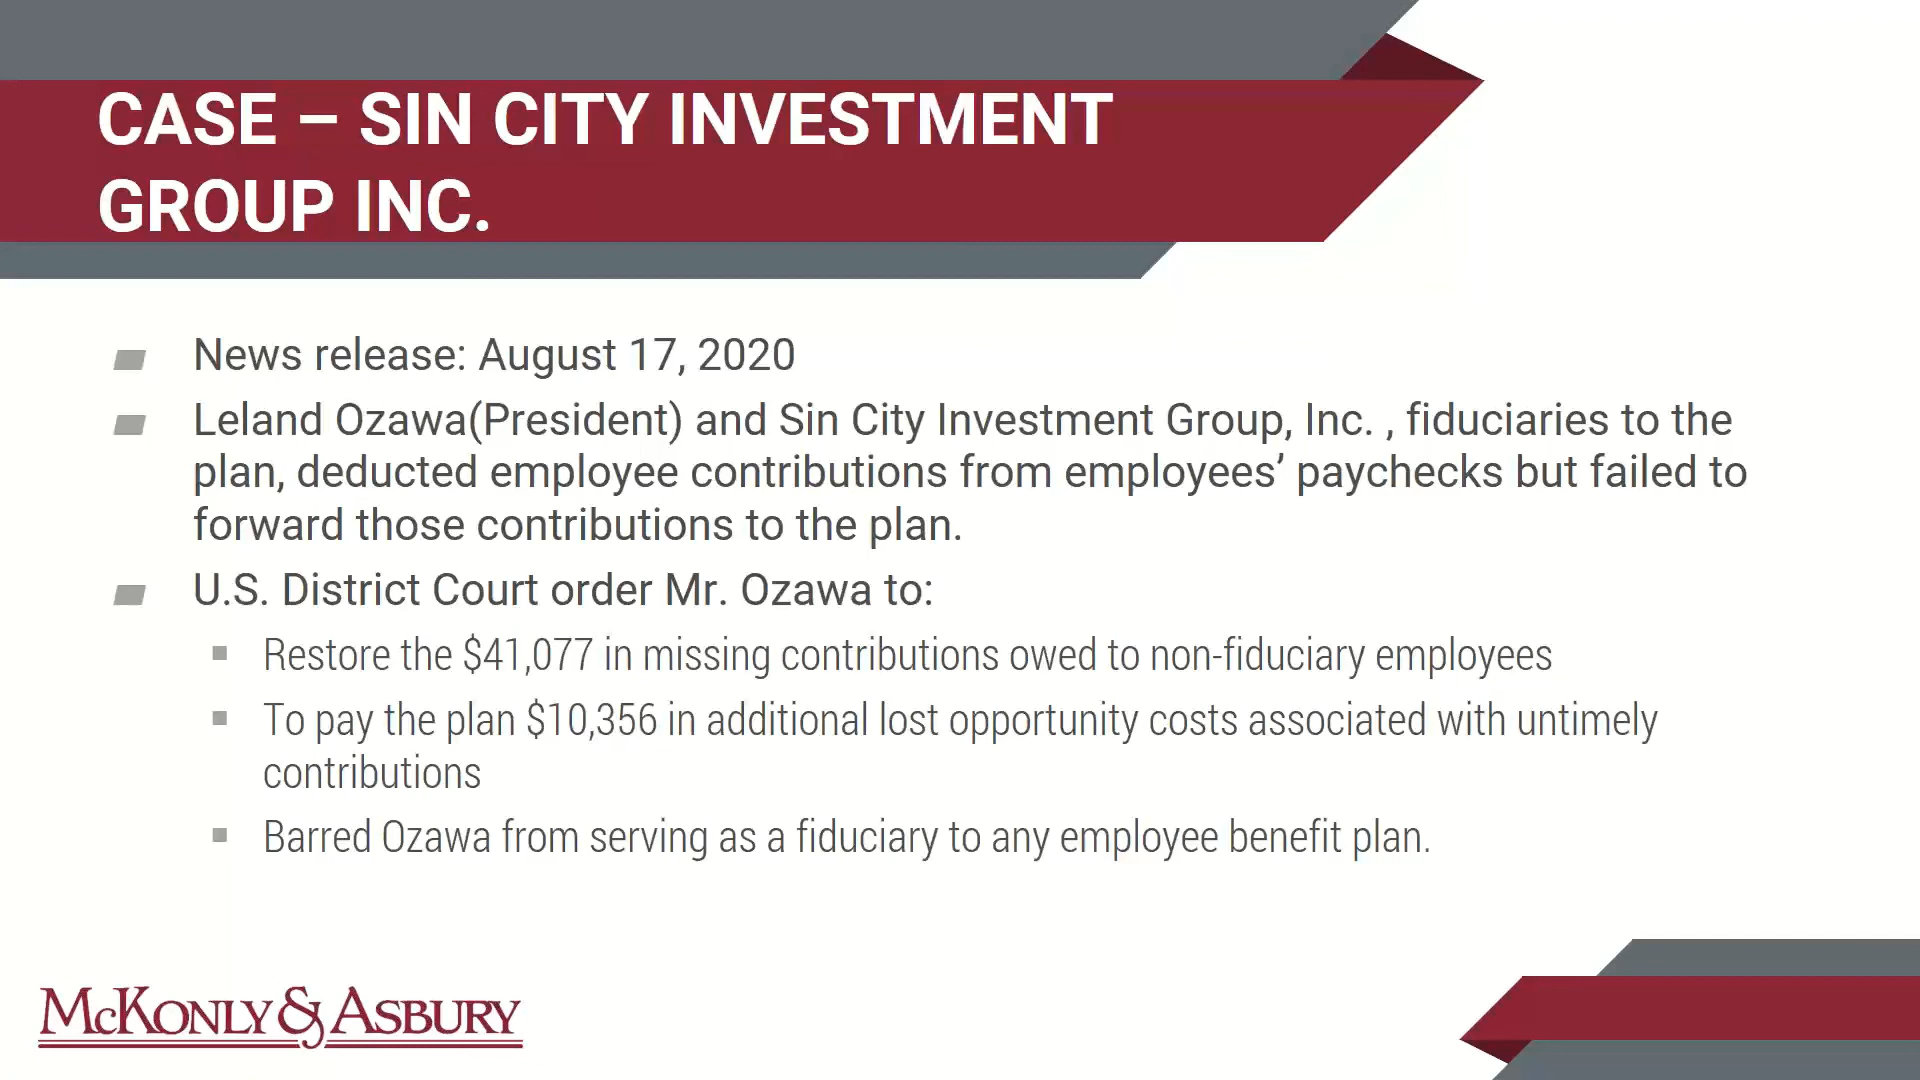 CASE – SIN CITY INVESTMENT
GROUP INC.
News release: August 17, 2020
Leland Ozawa(President) and Sin City Investment Group, Inc. , fiduciaries to the
plan, deducted employee contributions from employees’ paychecks but failed to
forward those contributions to the plan.
U.S. District Court order Mr. Ozawa to:
Restore the $41,077 in missing contributions owed to non-fiduciary employees
To pay the plan $10,356 in additional lost opportunity costs associated with untimely
contributions
Barred Ozawa from serving as a fiduciary to any employee benefit plan.
McKonly & Asbury